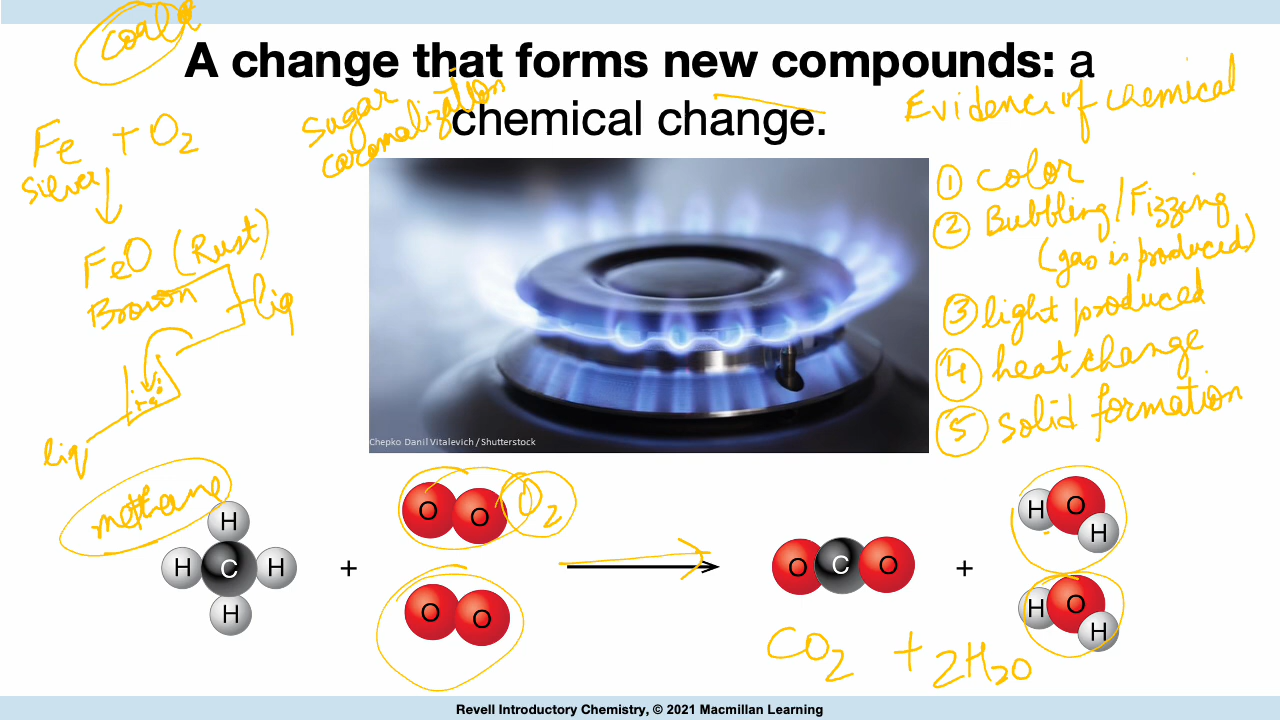 coal
A change that forms new compounds: a
chemical change.
Fe + O2
Silver
FeO (Rust)
Brown
liq
liq
Sugar
caramalization
Evidence of chemical
① color
② Bubbling/Fizzing
(gas is produced)
③ light produced
④ heat change
⑤ solid formation
Chepko Danil Vitalevich / Shutterstock
methane
H
H C H
H
+
O O
O2
O O
O C O
+
H O H
H O H
CO2 + 2H2O
Revell Introductory Chemistry, © 2021 Macmillan Learning